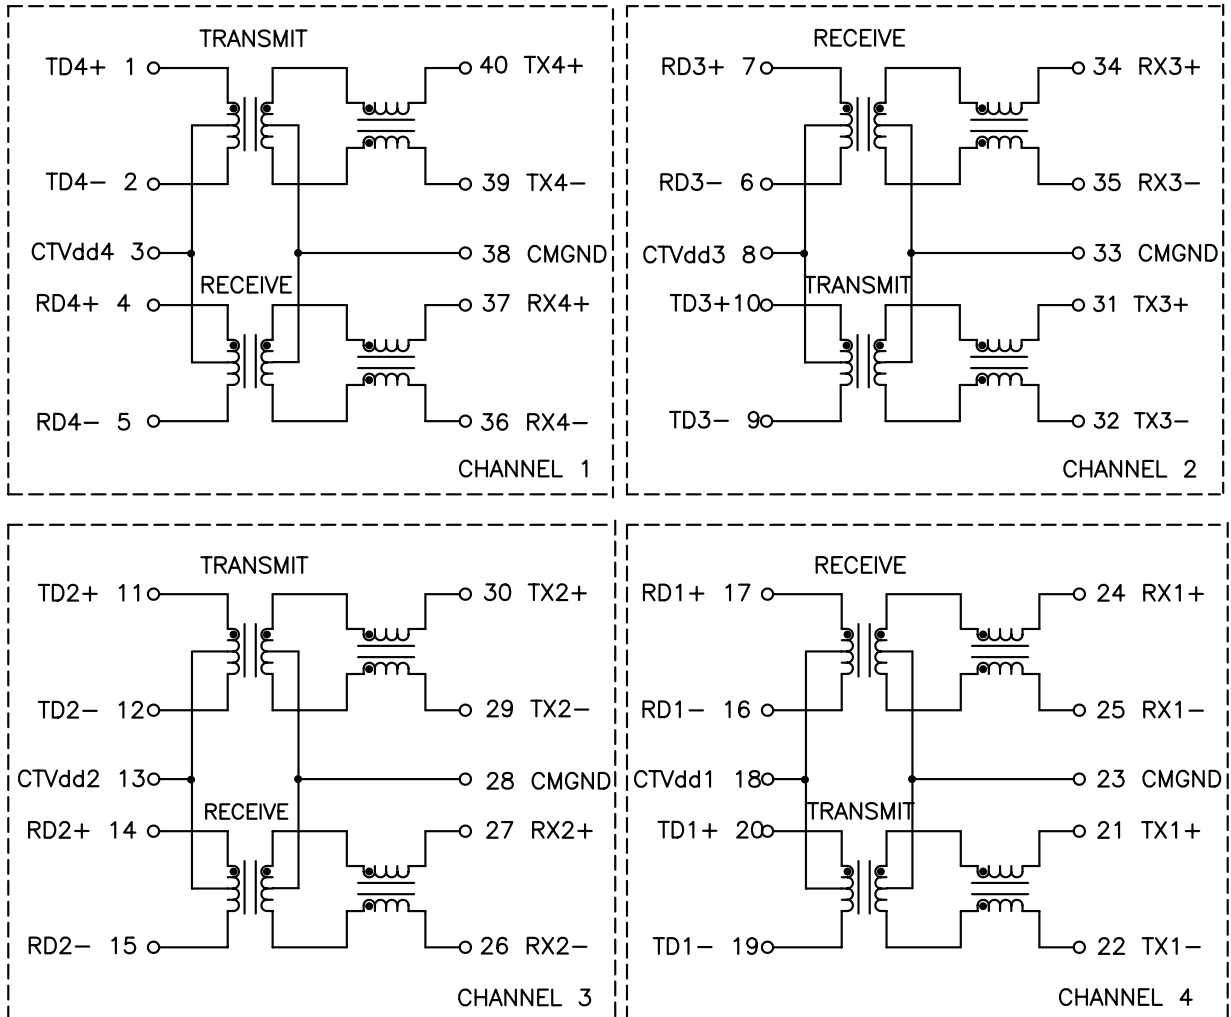 TRANSMIT
TD4+ 1 40 TX4+
TD4- 2 39 TX4-
CTVdd4 3 38 CMGND
RECEIVE
RD4+ 4 37 RX4+
RD4- 5 36 RX4-
CHANNEL 1
RECEIVE
RD3+ 7 34 RX3+
RD3- 6 35 RX3-
CTVdd3 8 33 CMGND
TRANSMIT
TD3+ 10 31 TX3+
TD3- 9 32 TX3-
CHANNEL 2
TRANSMIT
TD2+ 11 30 TX2+
TD2- 12 29 TX2-
CTVdd2 13 28 CMGND
RECEIVE
RD2+ 14 27 RX2+
RD2- 15 26 RX2-
CHANNEL 3
RECEIVE
RD1+ 17 24 RX1+
RD1- 16 25 RX1-
CTVdd1 18 23 CMGND
TRANSMIT
TD1+ 20 21 TX1+
TD1- 19 22 TX1-
CHANNEL 4